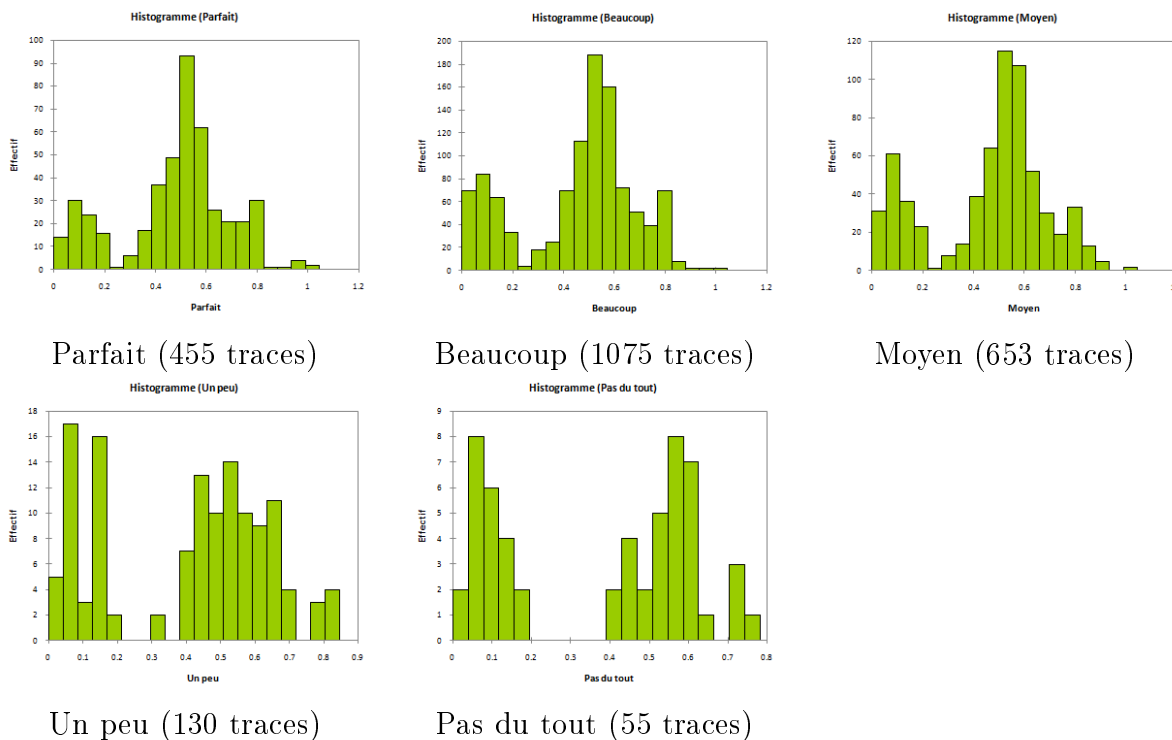 Histogramme (Parfait)
Histogramme (Beaucoup)
Histogramme (Moyen)
100
90
80
70
60
50
40
30
20
10
0
Effectif
0 0.2 0.4 0.6 0.8 1 1.2
Parfait
200
180
160
140
120
100
80
60
40
20
0
Effectif
0 0.2 0.4 0.6 0.8 1 1.2
Beaucoup
120
100
80
60
40
20
0
Effectif
0 0.2 0.4 0.6 0.8 1
Moyen
Parfait (455 traces)
Beaucoup (1075 traces)
Moyen (653 traces)
Histogramme (Un peu)
Histogramme (Pas du tout)
18
16
14
12
10
8
6
4
2
0
Effectif
0 0.1 0.2 0.3 0.4 0.5 0.6 0.7 0.8 0.9
Un peu
9
8
7
6
5
4
3
2
1
0
Effectif
0 0.1 0.2 0.3 0.4 0.5 0.6 0.7 0.8
Pas du tout
Un peu (130 traces)
Pas du tout (55 traces)